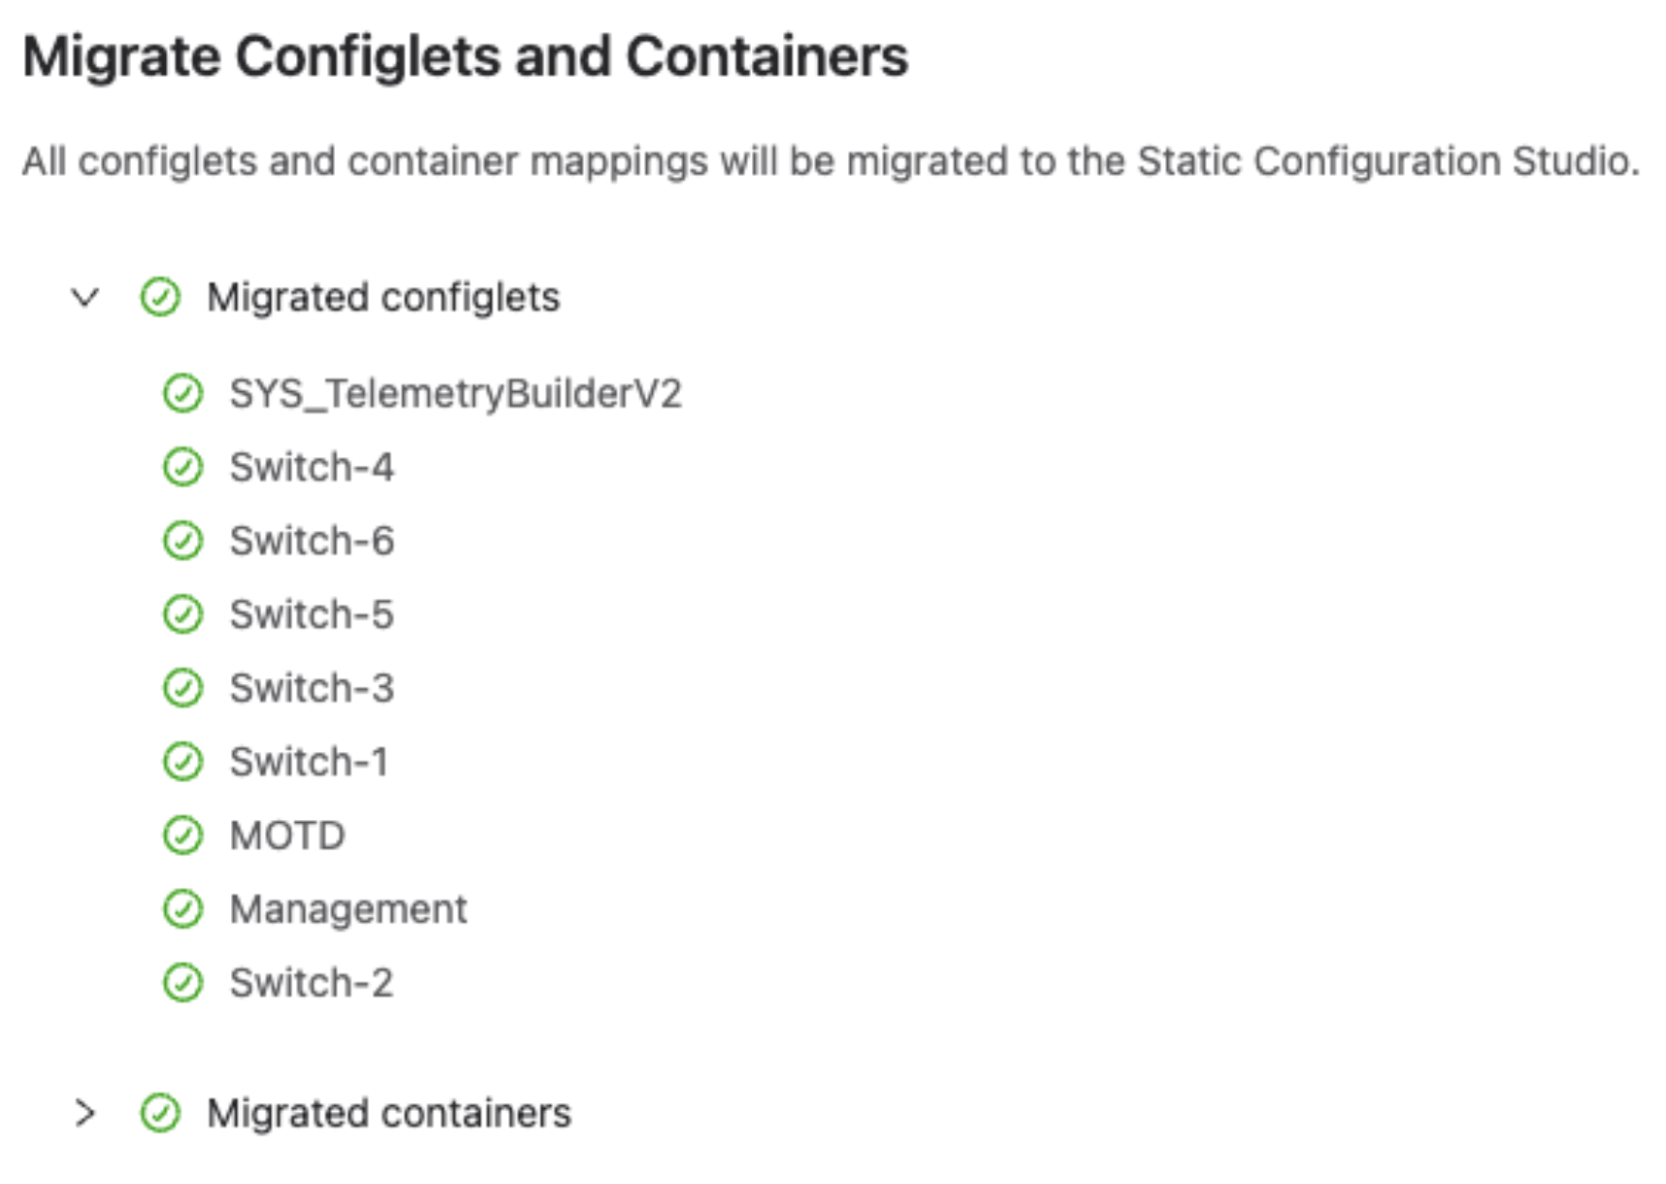 Migrate Configlets and Containers
All configlets and container mappings will be migrated to the Static Configuration Studio.
Migrated configlets
SYS_TelemetryBuilderV2
Switch-4
Switch-6
Switch-5
Switch-3
Switch-1
MOTD
Management
Switch-2
Migrated containers